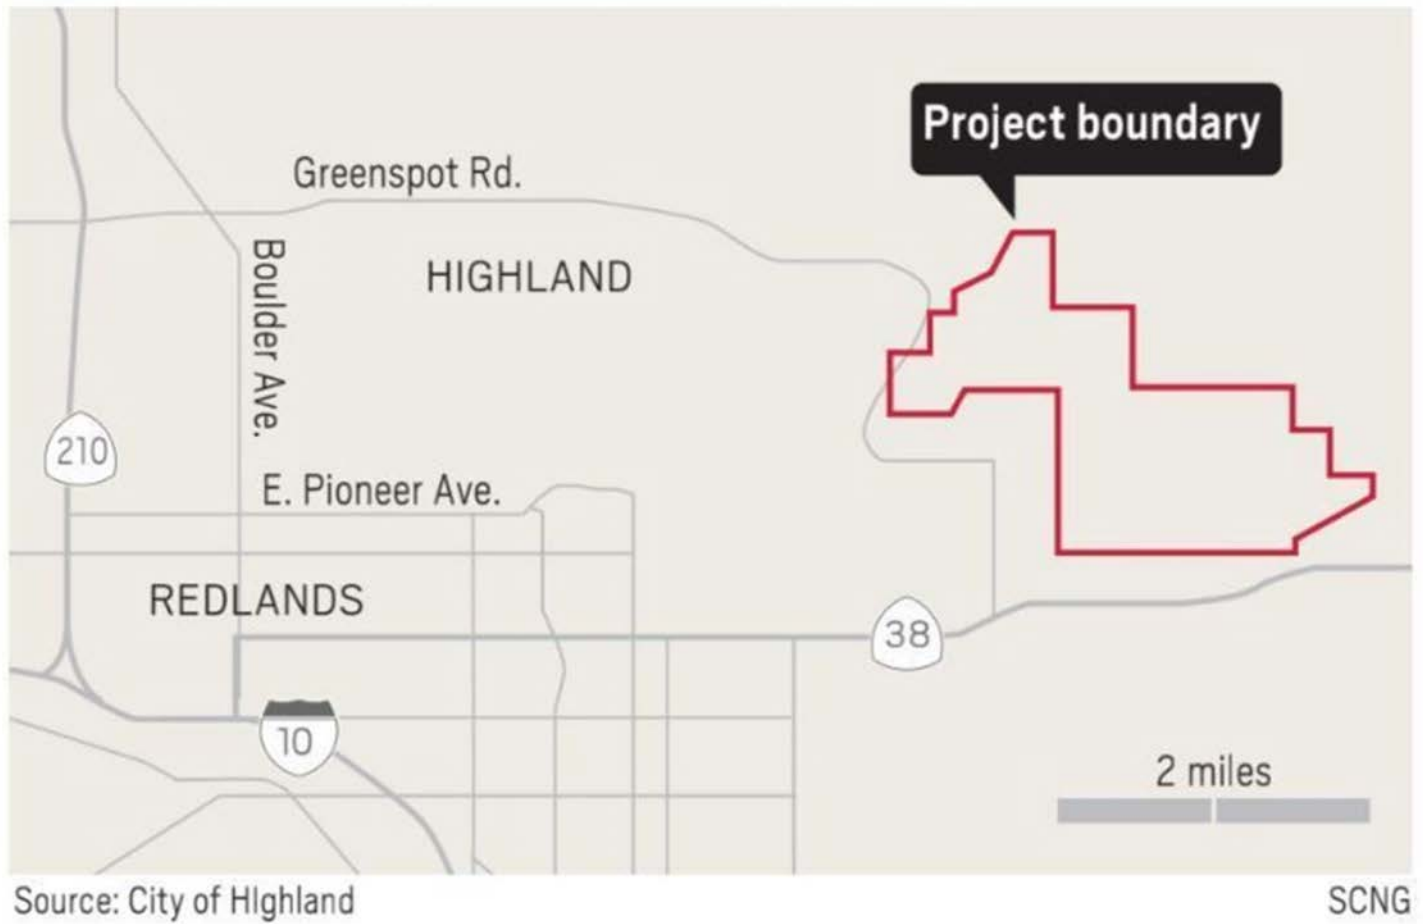 Project boundary
Greenspot Rd.
Boulder Ave.
HIGHLAND
210
E. Pioneer Ave.
REDLANDS
38
10
2 miles
Source: City of HIghland
SCNG